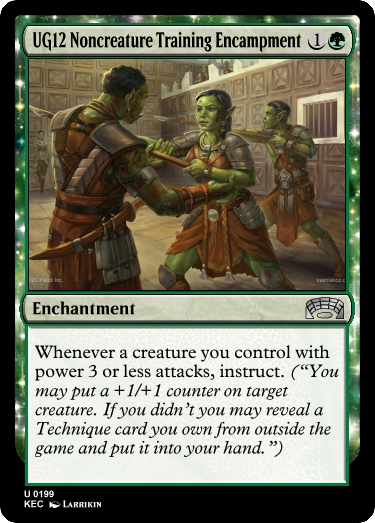 UG12 Noncreature Training Encampment 1
Enchantment
Whenever a creature you control with
power 3 or less attacks, instruct. (“You
may put a +1/+1 counter on target
creature. If you didn’t you may reveal a
Technique card you own from outside the
game and put it into your hand.”)
U 0199
KEC Larrikin